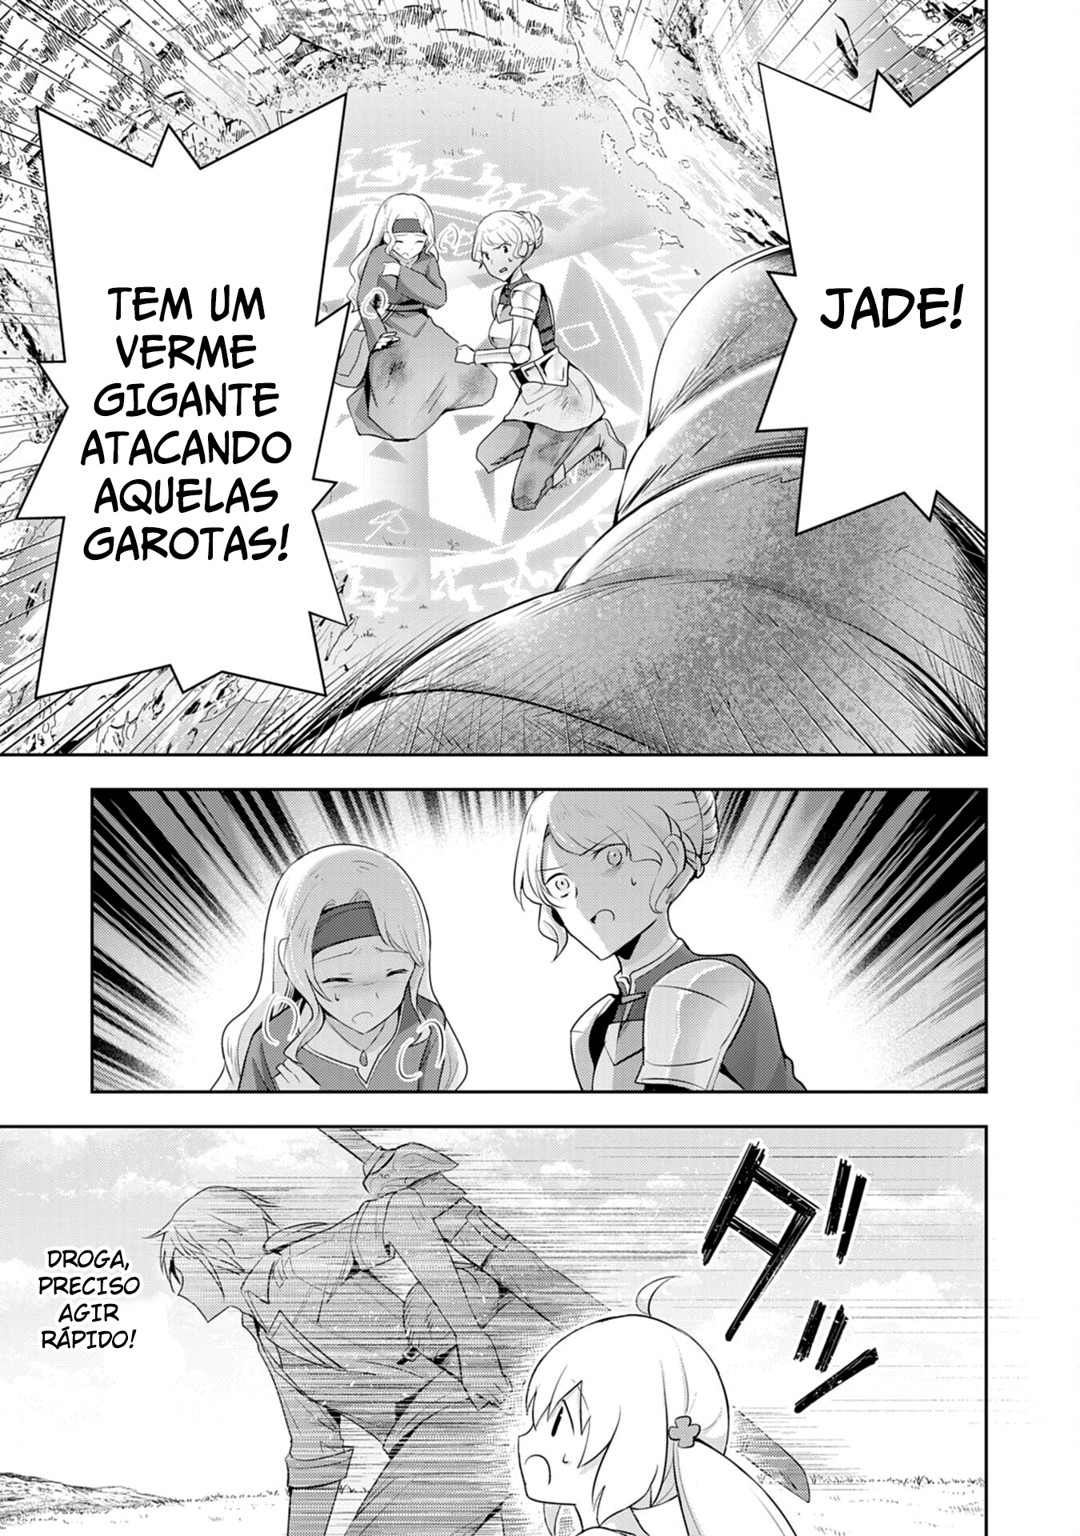 JADE!
TEM UM
VERME
GIGANTE
ATACANDO
AQUELAS
GAROTAS!
ダッ
DROGA,
PRECISO
AGIR
RÁPIDO!